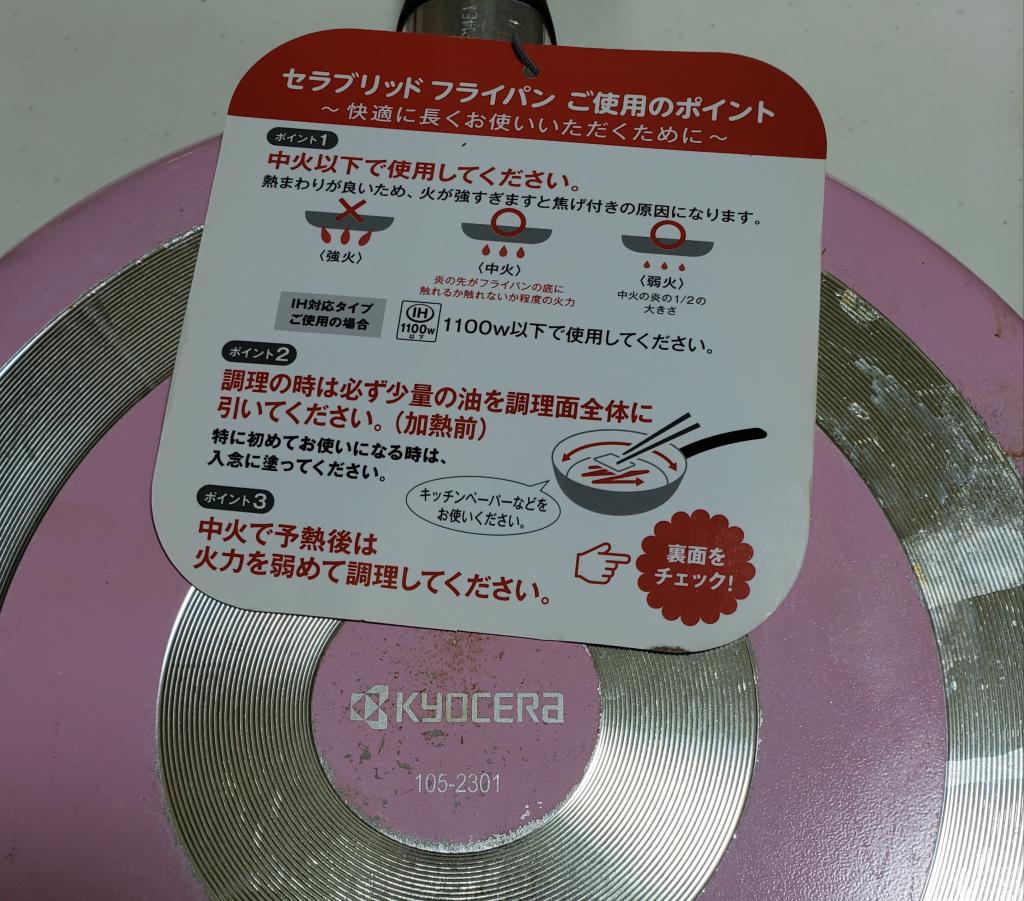 セラブリッド フライパン ご使用のポイント
～快適に長くお使いいただくために～
ポイント1
中火以下で使用してください。
熱まわりが良いため、火が強すぎますと焦げ付きの原因になります。
〈強火〉
〈中火〉
炎の先がフライパンの底に
触れるか触れないか程度の火力
〈弱火〉
中火の炎の1/2の
大きさ
IH対応タイプ
ご使用の場合
IH
1100w
以下
1100w以下で使用してください。
ポイント2
調理の時は必ず少量の油を調理面全体に
引いてください。(加熱前)
特に初めてお使いになる時は、
入念に塗ってください。
キッチンペーパーなどを
お使いください。
ポイント3
中火で予熱後は
火力を弱めて調理してください。
裏面を
チェック!
KYOCERA
105-2301